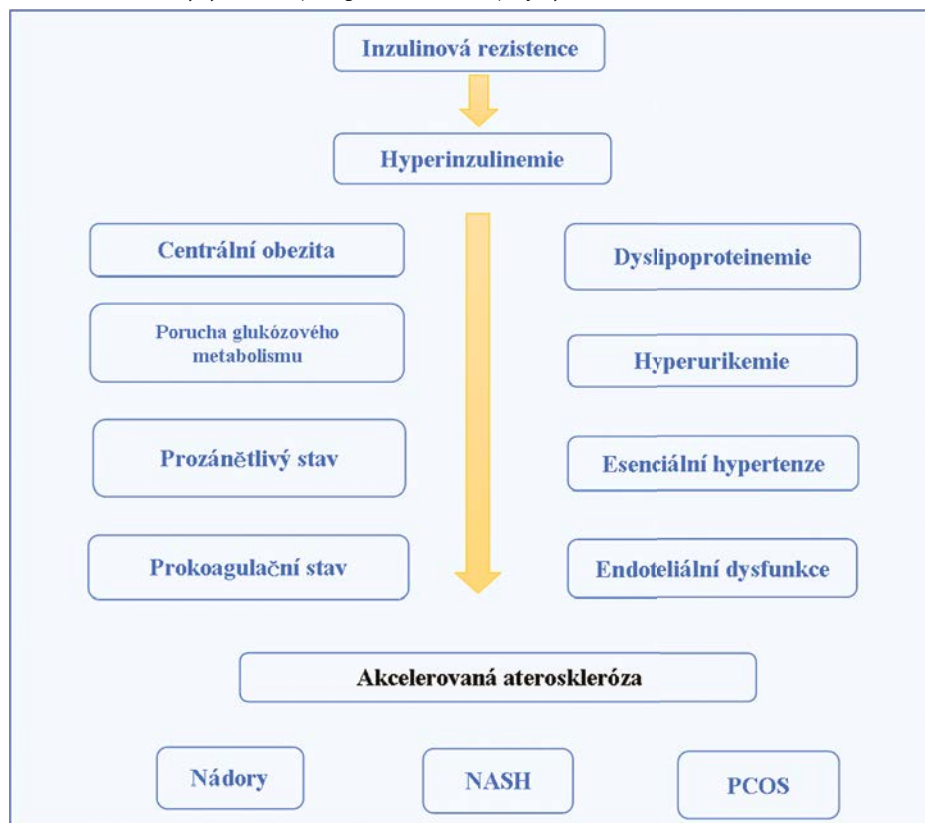 Inzulinová rezistence
Hyperinzulinemie
Centrální obezita
Dyslipoproteinemie
Porucha glukózového
metabolismu
Hyperurikemie
Prozánětlivý stav
Esenciální hypertenze
Prokoagulační stav
Endoteliální dysfunkce
Akcelerovaná ateroskleróza
Nádory
NASH
PCOS